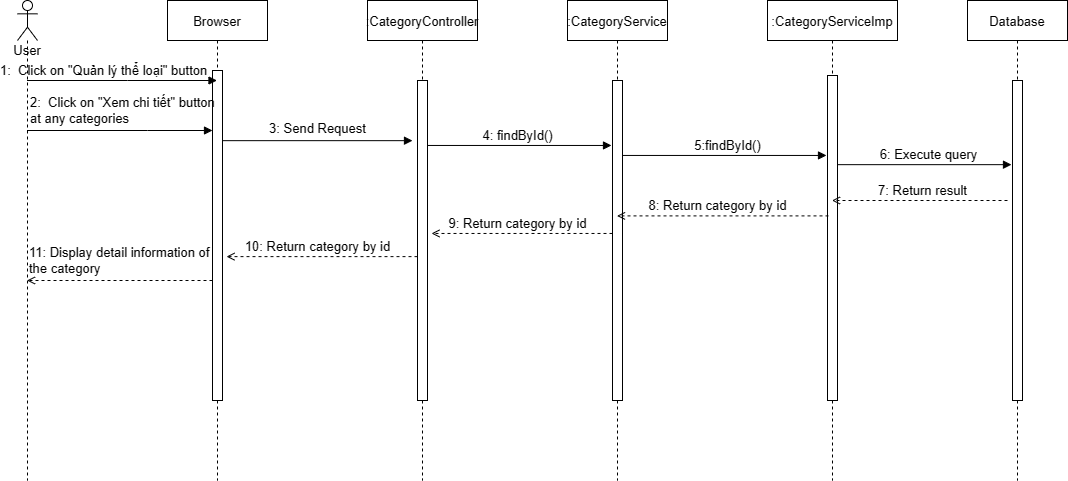 Browser
CategoryController
:CategoryService
:CategoryServiceImp
Database
User
1:  Click on "Quản lý thể loại" button
2:  Click on "Xem chi tiết" button
at any categories
3: Send Request
4: findById()
5:findById()
6: Execute query
7: Return result
8: Return category by id
9: Return category by id
10: Return category by id
11: Display detail information of
the category